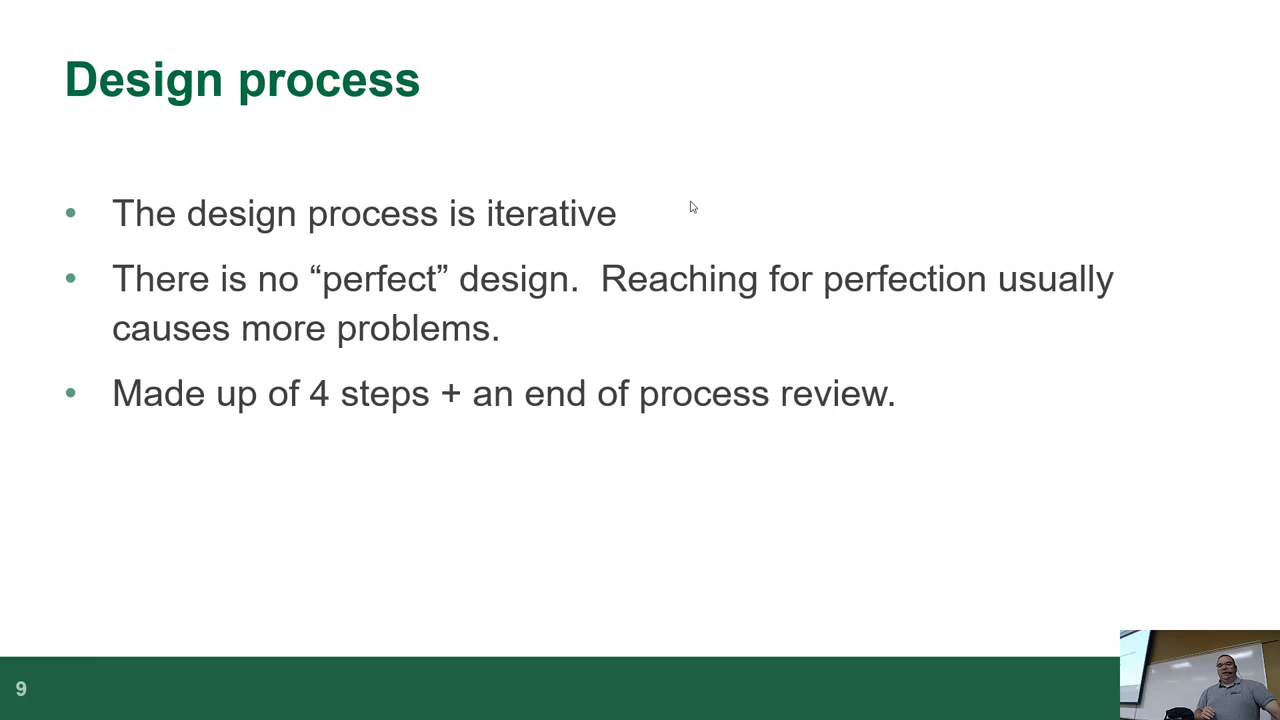 Design process
• The design process is iterative
• There is no “perfect” design.  Reaching for perfection usually
causes more problems.
• Made up of 4 steps + an end of process review.
9